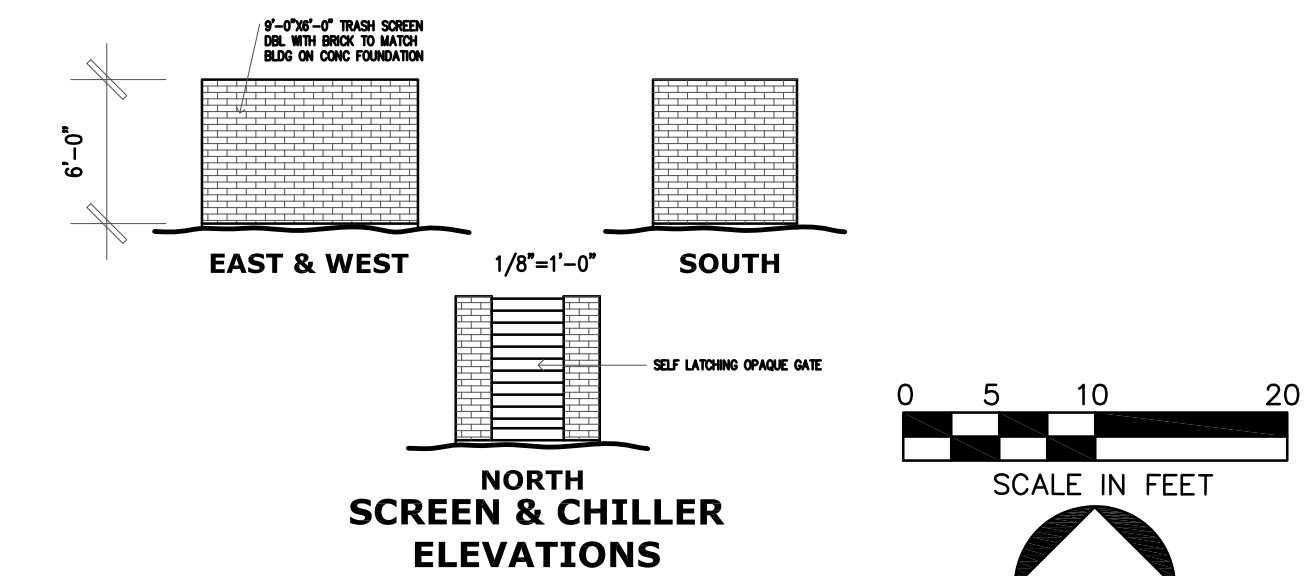 9'-0"X6'-0" TRASH SCREEN
DBL WITH BRICK TO MATCH
BLDG ON CONC FOUNDATION
6'-0"
EAST & WEST
1/8"=1'-0"
SOUTH
SELF LATCHING OPAQUE GATE
NORTH
SCREEN & CHILLER
ELEVATIONS
0 5 10 20
SCALE IN FEET